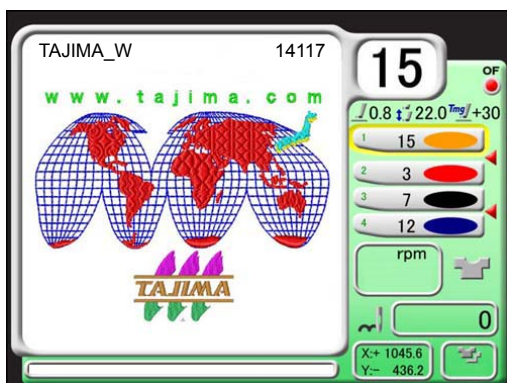 TAJIMA_W 14117
www.tajima.com
TAJIMA
15
OF
0.8 22.0 Tmg +30
1 15
2 3
3 7
4 12
rpm
0
X:+ 1045.6
Y:- 436.2